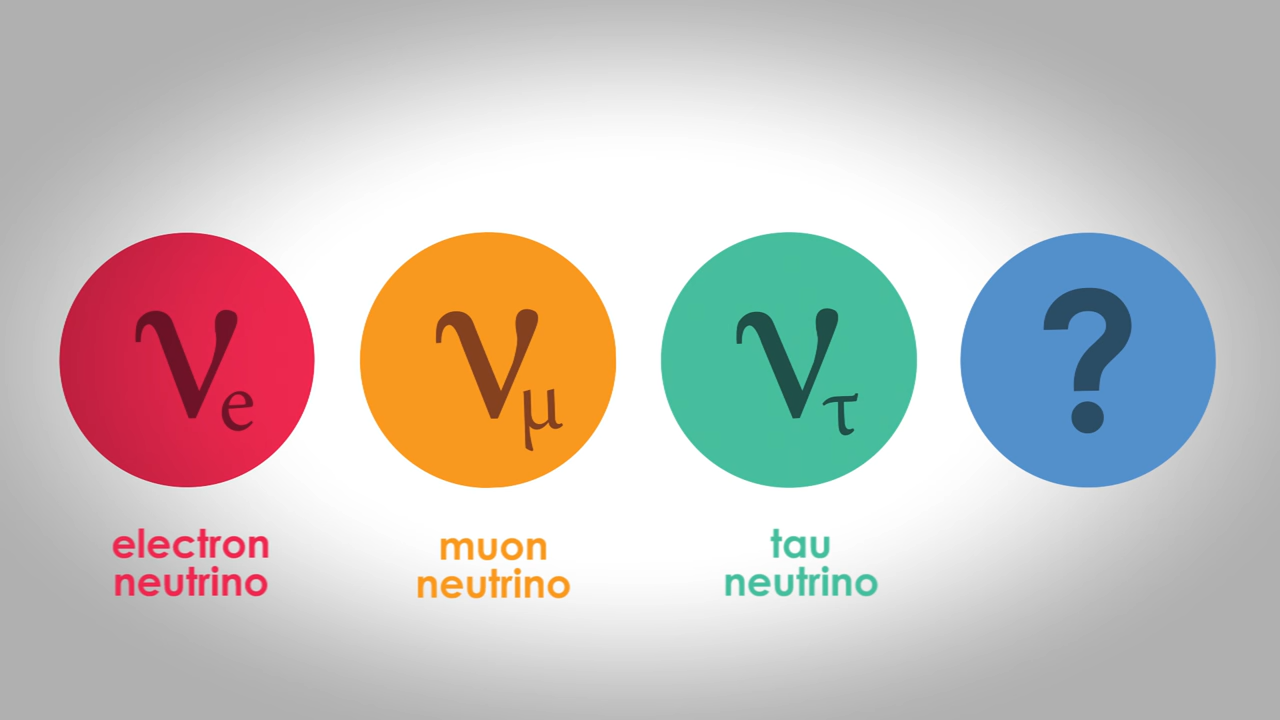 νe
νμ
ντ
?
electron
neutrino
muon
neutrino
tau
neutrino